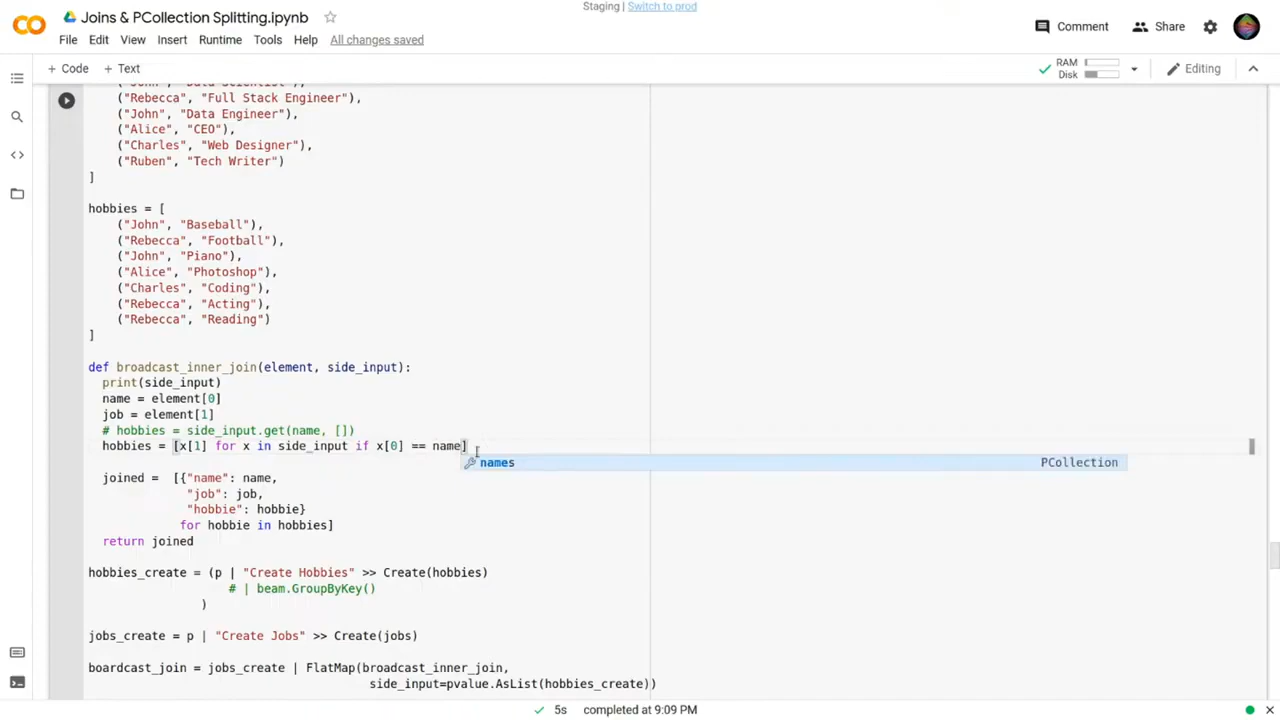 Staging | Switch to prod
Joins & PCollection Splitting.ipynb
Comment
Share
File Edit View Insert Runtime Tools Help All changes saved
+ Code + Text
RAM
Disk
Editing
("Rebecca", "Full Stack Engineer"),
("John", "Data Engineer"),
("Alice", "CEO"),
("Charles", "Web Designer"),
("Ruben", "Tech Writer")
]
hobbies = [
("John", "Baseball"),
("Rebecca", "Football"),
("John", "Piano"),
("Alice", "Photoshop"),
("Charles", "Coding"),
("Rebecca", "Acting"),
("Rebecca", "Reading")
]
def broadcast_inner_join(element, side_input):
print(side_input)
name = element[0]
job = element[1]
# hobbies = side_input.get(name, [])
hobbies = [x[1] for x in side_input if x[0] == name]
names PCollection
joined = [{"name": name,
"job": job,
"hobbie": hobbie}
for hobbie in hobbies]
return joined
hobbies_create = (p | "Create Hobbies" >> Create(hobbies)
# | beam.GroupByKey()
)
jobs_create = p | "Create Jobs" >> Create(jobs)
boardcast_join = jobs_create | FlatMap(broadcast_inner_join,
side_input=pvalue.AsList(hobbies_create))
5s completed at 9:09 PM